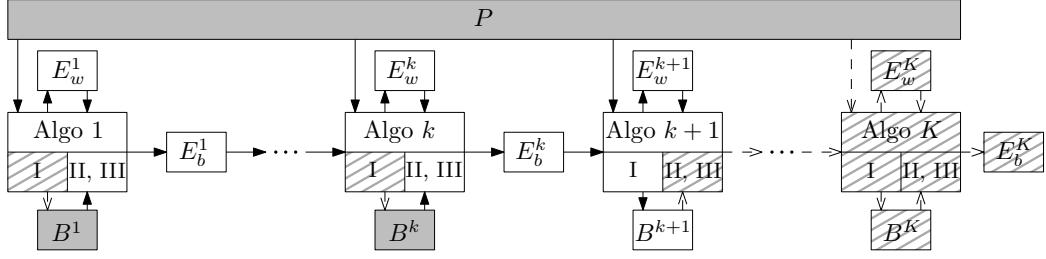 P
E_w^1 E_w^k E_w^{k+1} E_w^K
Algo 1 Algo k Algo k + 1 Algo K
E_b^1 ··· E_b^k ··· E_b^K
I II, III I II, III I II, III I II, III
B^1 B^k B^{k+1} B^K